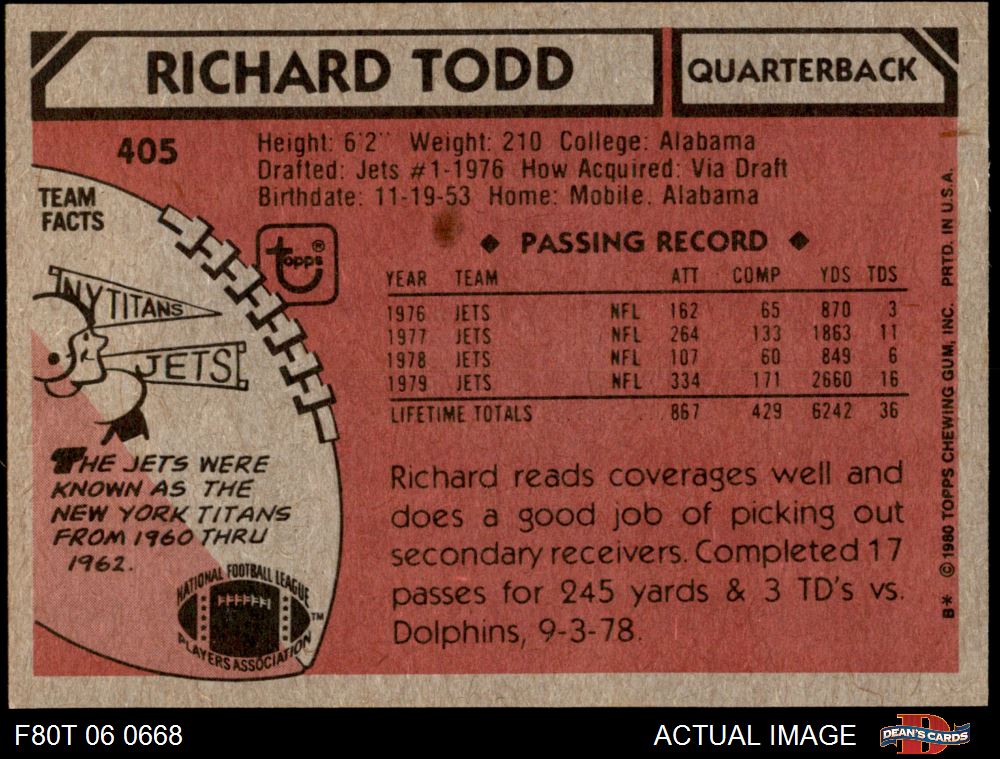 RICHARD TODD
QUARTERBACK
405
Height: 6'2" Weight: 210 College: Alabama
Drafted: Jets #1-1976 How Acquired: Via Draft
Birthdate: 11-19-53 Home: Mobile, Alabama
TEAM
FACTS
topps®
NY TITANS
JETS
THE JETS WERE
KNOWN AS THE
NEW YORK TITANS
FROM 1960 THRU
1962.
NATIONAL FOOTBALL LEAGUE
PLAYERS ASSOCIATION
™
◆ PASSING RECORD ◆
YEAR TEAM ATT COMP YDS TDS
1976 JETS NFL 162 65 870 3
1977 JETS NFL 264 133 1863 11
1978 JETS NFL 107 60 849 6
1979 JETS NFL 334 171 2660 16
LIFETIME TOTALS 867 429 6242 36
Richard reads coverages well and
does a good job of picking out
secondary receivers. Completed 17
passes for 245 yards & 3 TD's vs.
Dolphins, 9-3-78.
B* © 1980 TOPPS CHEWING GUM, INC. PRTD. IN U.S.A.
F80T 06 0668
ACTUAL IMAGE
D
DEAN'S CARDS